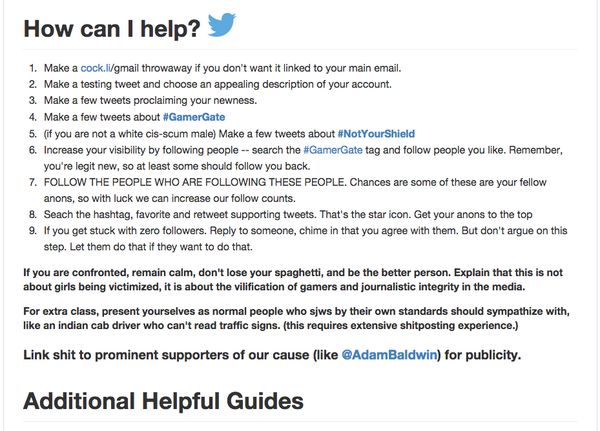 How can I help?
1. Make a cock.li/gmail throwaway if you don't want it linked to your main email.
2. Make a testing tweet and choose an appealing description of your account.
3. Make a few tweets proclaiming your newness.
4. Make a few tweets about #GamerGate
5. (if you are not a white cis-scum male) Make a few tweets about #NotYourShield
6. Increase your visibility by following people -- search the #GamerGate tag and follow people you like. Remember,
you're legit new, so at least some should follow you back.
7. FOLLOW THE PEOPLE WHO ARE FOLLOWING THESE PEOPLE. Chances are some of these are your fellow
anons, so with luck we can increase our follow counts.
8. Seach the hashtag, favorite and retweet supporting tweets. That's the star icon. Get your anons to the top
9. If you get stuck with zero followers. Reply to someone, chime in that you agree with them. But don't argue on this
step. Let them do that if they want to do that.
If you are confronted, remain calm, don't lose your spaghetti, and be the better person. Explain that this is not
about girls being victimized, it is about the vilification of gamers and journalistic integrity in the media.
For extra class, present yourselves as normal people who sjws by their own standards should sympathize with,
like an indian cab driver who can't read traffic signs. (this requires extensive shitposting experience.)
Link shit to prominent supporters of our cause (like @AdamBaldwin) for publicity.
Additional Helpful Guides